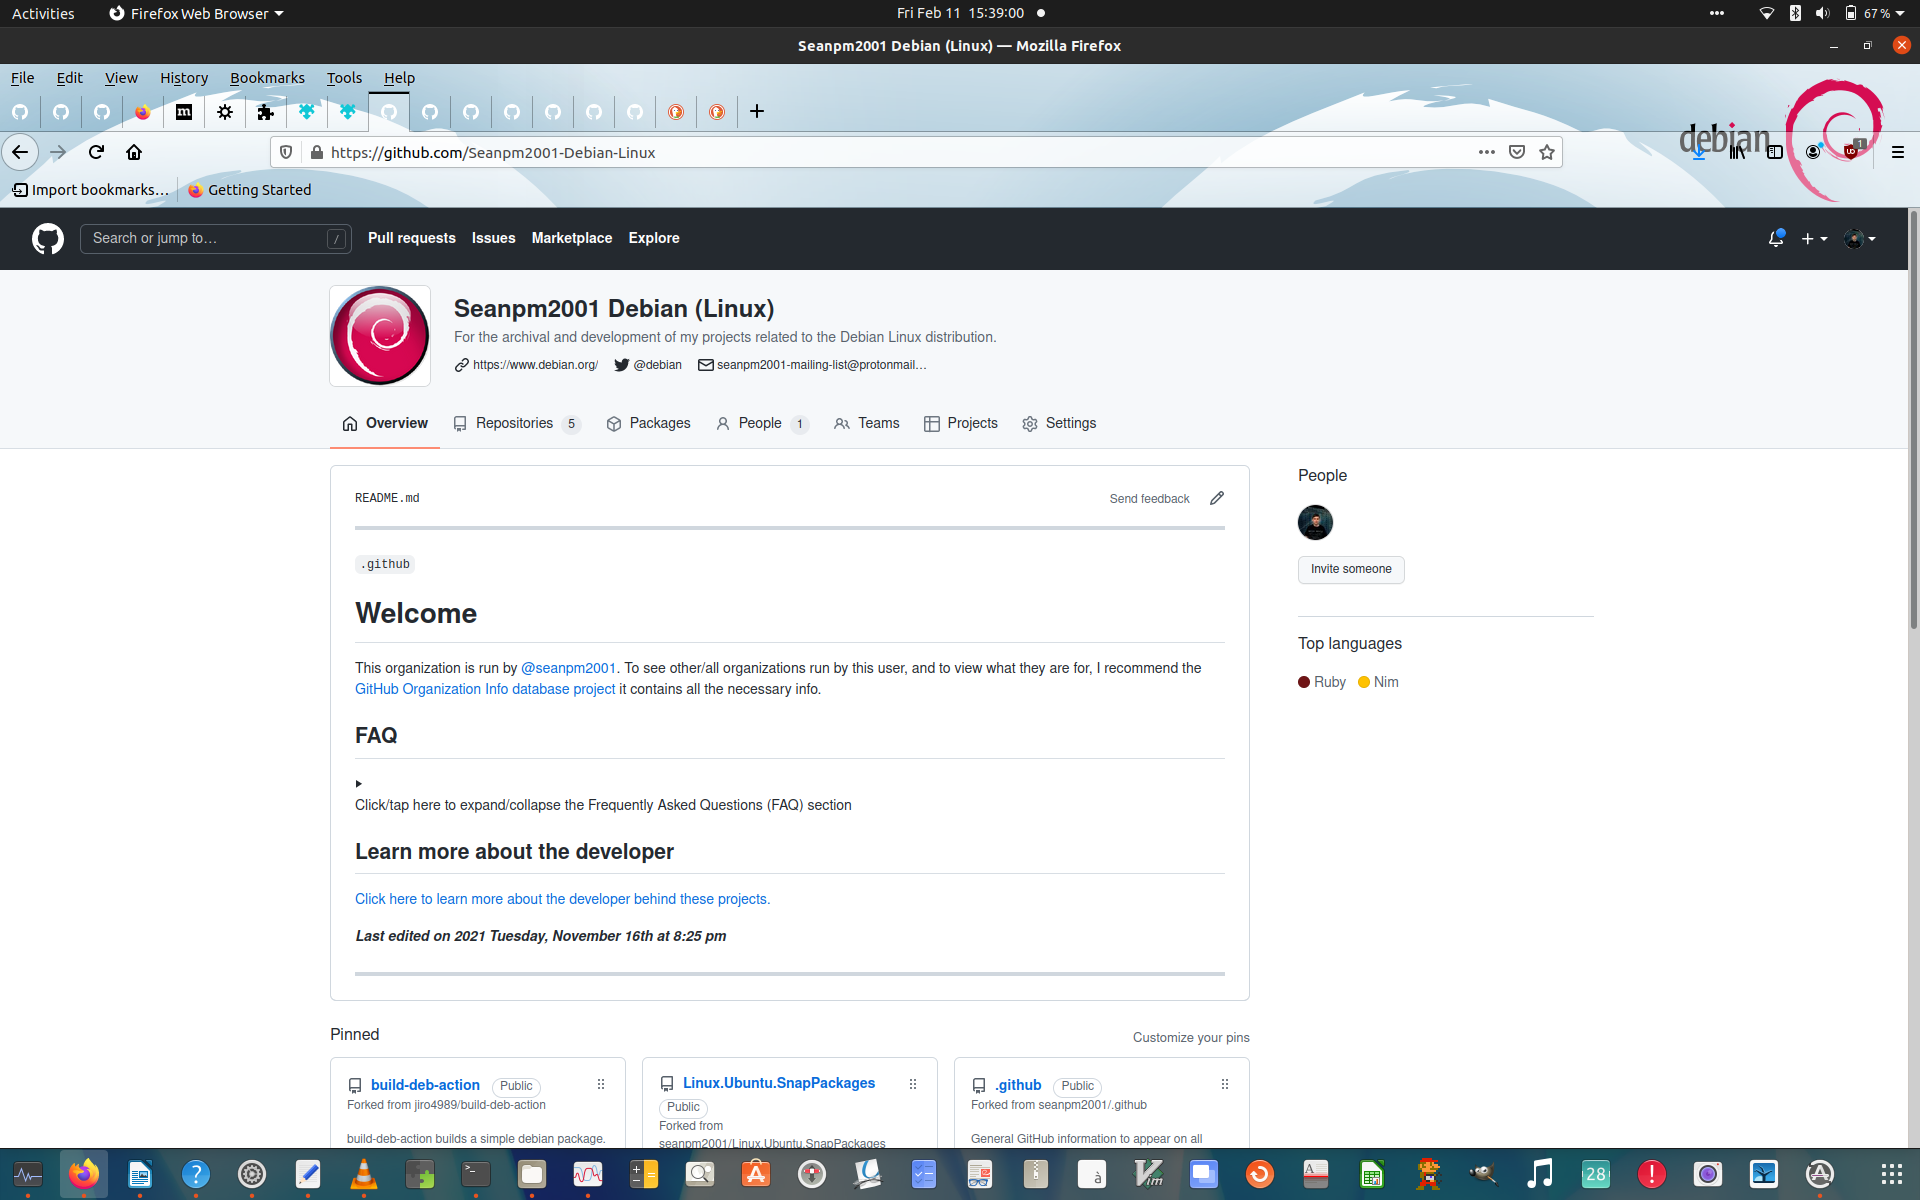 Activities Firefox Web Browser Fri Feb 11 15:39:00 67 %
Seanpm2001 Debian (Linux) — Mozilla Firefox
File Edit View History Bookmarks Tools Help
debian
https://github.com/Seanpm2001-Debian-Linux
1
Import bookmarks… Getting Started
Search or jump to… / Pull requests Issues Marketplace Explore
Seanpm2001 Debian (Linux)
For the archival and development of my projects related to the Debian Linux distribution.
https://www.debian.org/ @debian seanpm2001-mailing-list@protonmail…
Overview Repositories 5 Packages People 1 Teams Projects Settings
README.md Send feedback
.github
Welcome
This organization is run by @seanpm2001. To see other/all organizations run by this user, and to view what they are for, I recommend the
GitHub Organization Info database project it contains all the necessary info.
FAQ
Click/tap here to expand/collapse the Frequently Asked Questions (FAQ) section
Learn more about the developer
Click here to learn more about the developer behind these projects.
Last edited on 2021 Tuesday, November 16th at 8:25 pm
People
Invite someone
Top languages
Ruby Nim
Pinned Customize your pins
build-deb-action Public
Forked from jiro4989/build-deb-action
build-deb-action builds a simple debian package.
Linux.Ubuntu.SnapPackages
Public
Forked from
seanpm2001/Linux.Ubuntu.SnapPackages
.github Public
Forked from seanpm2001/.github
General GitHub information to appear on all
28